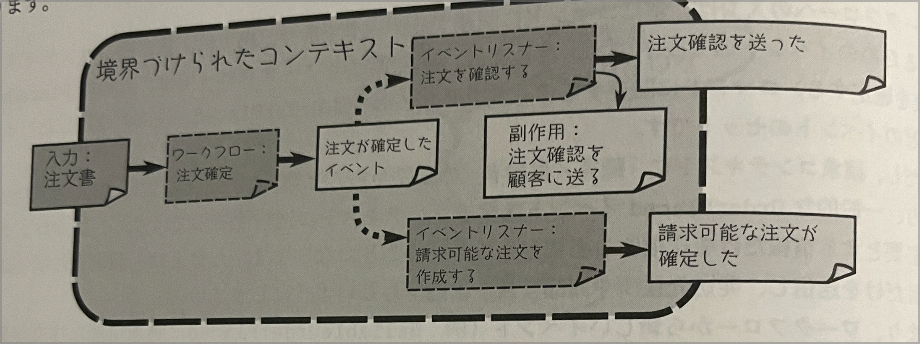 ます。
境界づけられたコンテキスト
イベントリスナー：
注文を確認する
注文確認を送った
入力：
注文書
ワークフロー：
注文確定
注文が確定した
イベント
副作用：
注文確認を
顧客に送る
イベントリスナー：
請求可能な注文を
作成する
請求可能な注文が
確定した